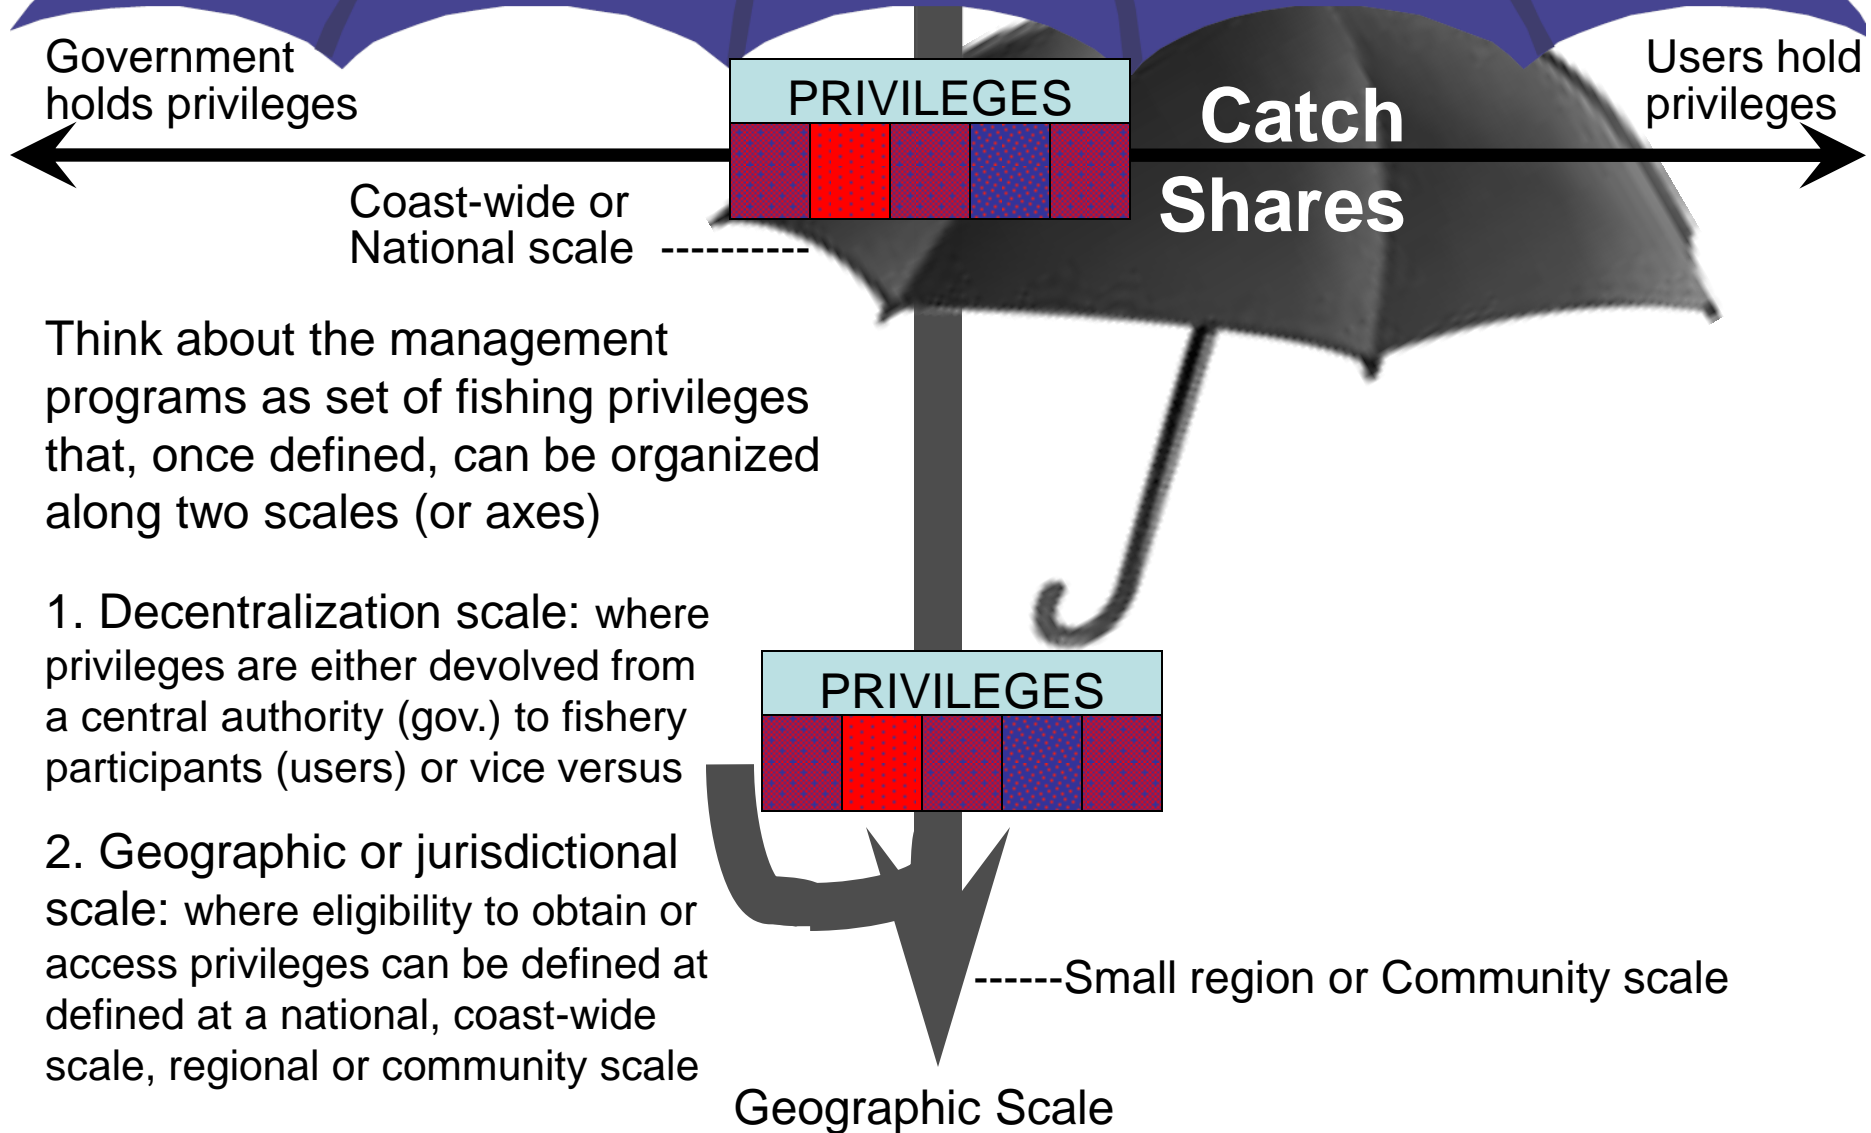 Government
holds privileges
PRIVILEGES
Catch
Shares
Users hold
privileges
Coast-wide or
National scale ----------
Think about the management
programs as set of fishing privileges
that, once defined, can be organized
along two scales (or axes)
1. Decentralization scale: where
privileges are either devolved from
a central authority (gov.) to fishery
participants (users) or vice versus
PRIVILEGES
2. Geographic or jurisdictional
scale: where eligibility to obtain or
access privileges can be defined at
defined at a national, coast-wide
scale, regional or community scale
------Small region or Community scale
Geographic Scale